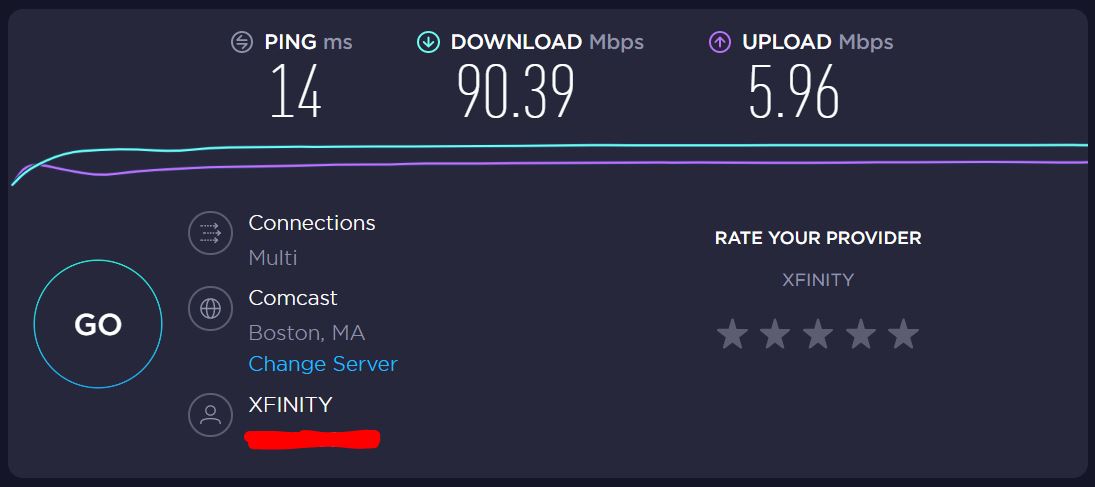 PING ms
14
DOWNLOAD Mbps
90.39
UPLOAD Mbps
5.96
GO
Connections
Multi
Comcast
Boston, MA
Change Server
XFINITY
RATE YOUR PROVIDER
XFINITY